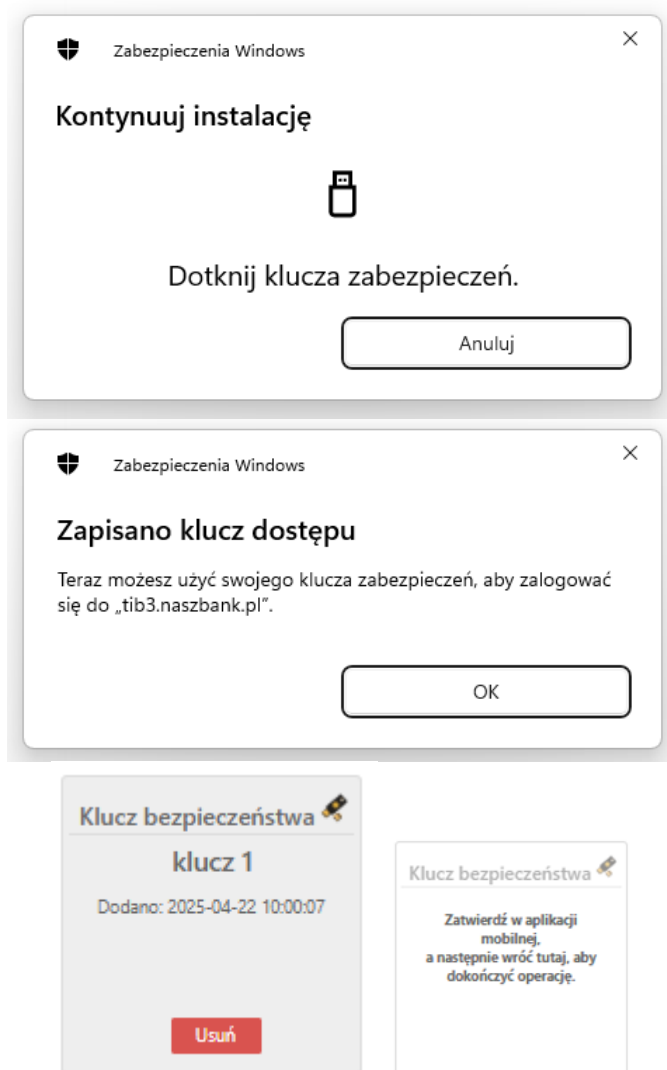 Zabezpieczenia Windows
Kontynuuj instalację
Dotknij klucza zabezpieczeń.
Anuluj
Zabezpieczenia Windows
Zapisano klucz dostępu
Teraz możesz użyć swojego klucza zabezpieczeń, aby zalogować
się do „tib3.naszbank.pl”.
OK
Klucz bezpieczeństwa
klucz 1
Dodano: 2025-04-22 10:00:07
Usuń
Klucz bezpieczeństwa
Zatwierdź w aplikacji
mobilnej,
a następnie wróć tutaj, aby
dokończyć operację.